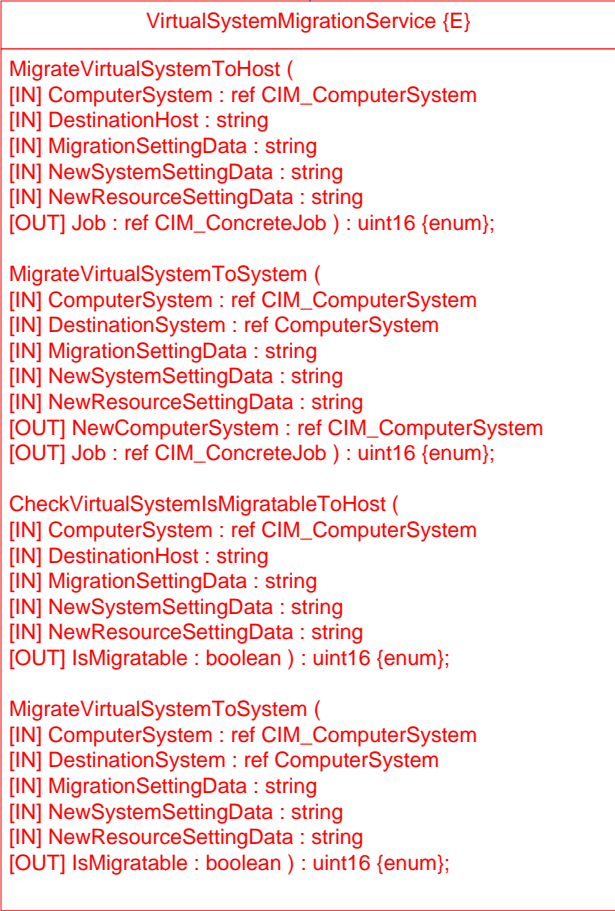 VirtualSystemMigrationService {E}
MigrateVirtualSystemToHost (
[IN] ComputerSystem : ref CIM_ComputerSystem
[IN] DestinationHost : string
[IN] MigrationSettingData : string
[IN] NewSystemSettingData : string
[IN] NewResourceSettingData : string
[OUT] Job : ref CIM_ConcreteJob ) : uint16 {enum};
MigrateVirtualSystemToSystem (
[IN] ComputerSystem : ref CIM_ComputerSystem
[IN] DestinationSystem : ref ComputerSystem
[IN] MigrationSettingData : string
[IN] NewSystemSettingData : string
[IN] NewResourceSettingData : string
[OUT] NewComputerSystem : ref CIM_ComputerSystem
[OUT] Job : ref CIM_ConcreteJob ) : uint16 {enum};
CheckVirtualSystemIsMigratableToHost (
[IN] ComputerSystem : ref CIM_ComputerSystem
[IN] DestinationHost : string
[IN] MigrationSettingData : string
[IN] NewSystemSettingData : string
[IN] NewResourceSettingData : string
[OUT] IsMigratable : boolean ) : uint16 {enum};
MigrateVirtualSystemToSystem (
[IN] ComputerSystem : ref CIM_ComputerSystem
[IN] DestinationSystem : ref ComputerSystem
[IN] MigrationSettingData : string
[IN] NewSystemSettingData : string
[IN] NewResourceSettingData : string
[OUT] IsMigratable : boolean ) : uint16 {enum};